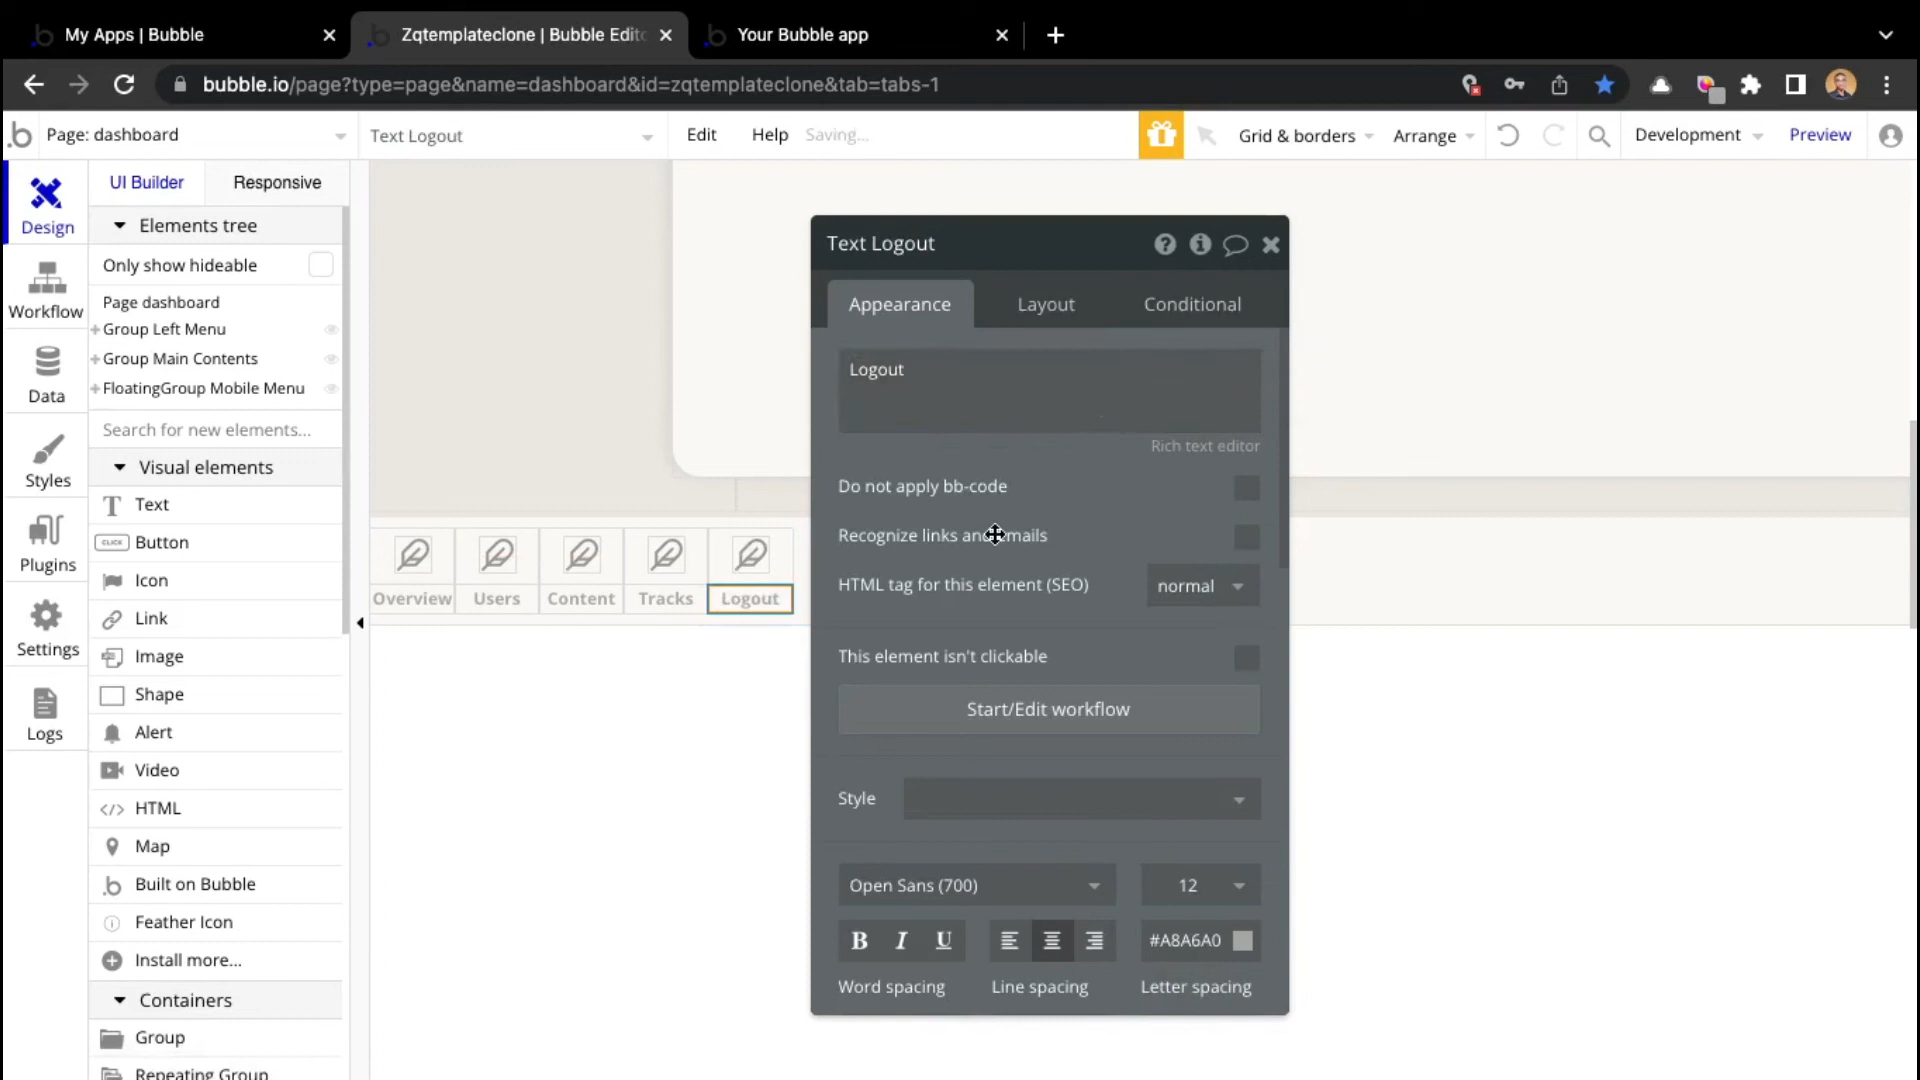 My Apps | Bubble
Zqtemplateclone | Bubble Edit
Your Bubble app
bubble.io/page?type=page&name=dashboard&id=zqtemplateclone&tab=tabs-1
Page: dashboard
Text Logout
Edit
Help
Saving...
Grid & borders
Arrange
Development
Preview
Design
Workflow
Data
Styles
Plugins
Settings
Logs
UI Builder
Responsive
Elements tree
Only show hideable
Page dashboard
+ Group Left Menu
+ Group Main Contents
+ FloatingGroup Mobile Menu
Search for new elements...
Visual elements
Text
CLICK Button
Icon
Link
Image
Shape
Alert
Video
</> HTML
Map
Built on Bubble
Feather Icon
Install more...
Containers
Group
Repeating Group
Overview
Users
Content
Tracks
Logout
Text Logout
Appearance
Layout
Conditional
Logout
Rich text editor
Do not apply bb-code
Recognize links and emails
HTML tag for this element (SEO)
normal
This element isn't clickable
Start/Edit workflow
Style
Open Sans (700)
12
B
I
U
#A8A6A0
Word spacing
Line spacing
Letter spacing